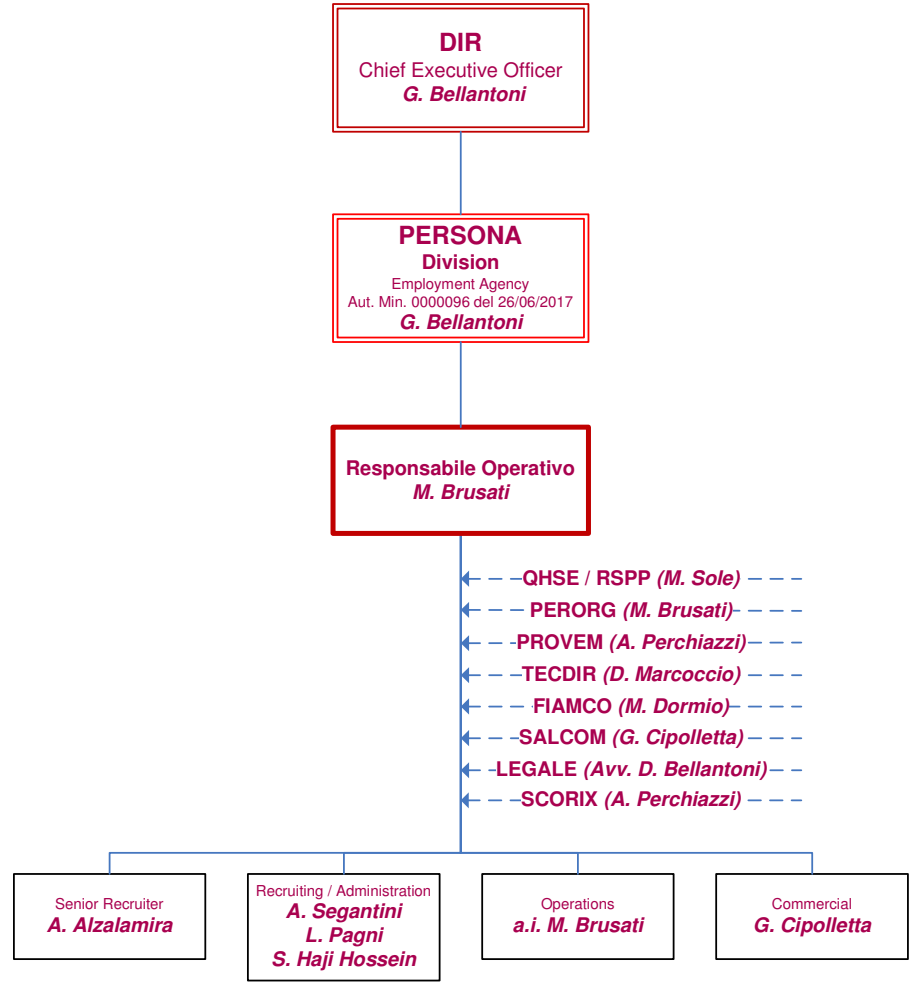 DIR
Chief Executive Officer
G. Bellantoni
PERSONA
Division
Employment Agency
Aut. Min. 0000096 del 26/06/2017
G. Bellantoni
Responsabile Operativo
M. Brusati
QHSE / RSPP (M. Sole)
PERORG (M. Brusati)
PROVEM (A. Perchiazzi)
TECDIR (D. Marcoccio)
FIAMCO (M. Dormio)
SALCOM (G. Cipolletta)
LEGALE (Avv. D. Bellantoni)
SCORIX (A. Perchiazzi)
Senior Recruiter
A. Alzalamira
Recruiting / Administration
A. Segantini
L. Pagni
S. Haji Hossein
Operations
a.i. M. Brusati
Commercial
G. Cipolletta